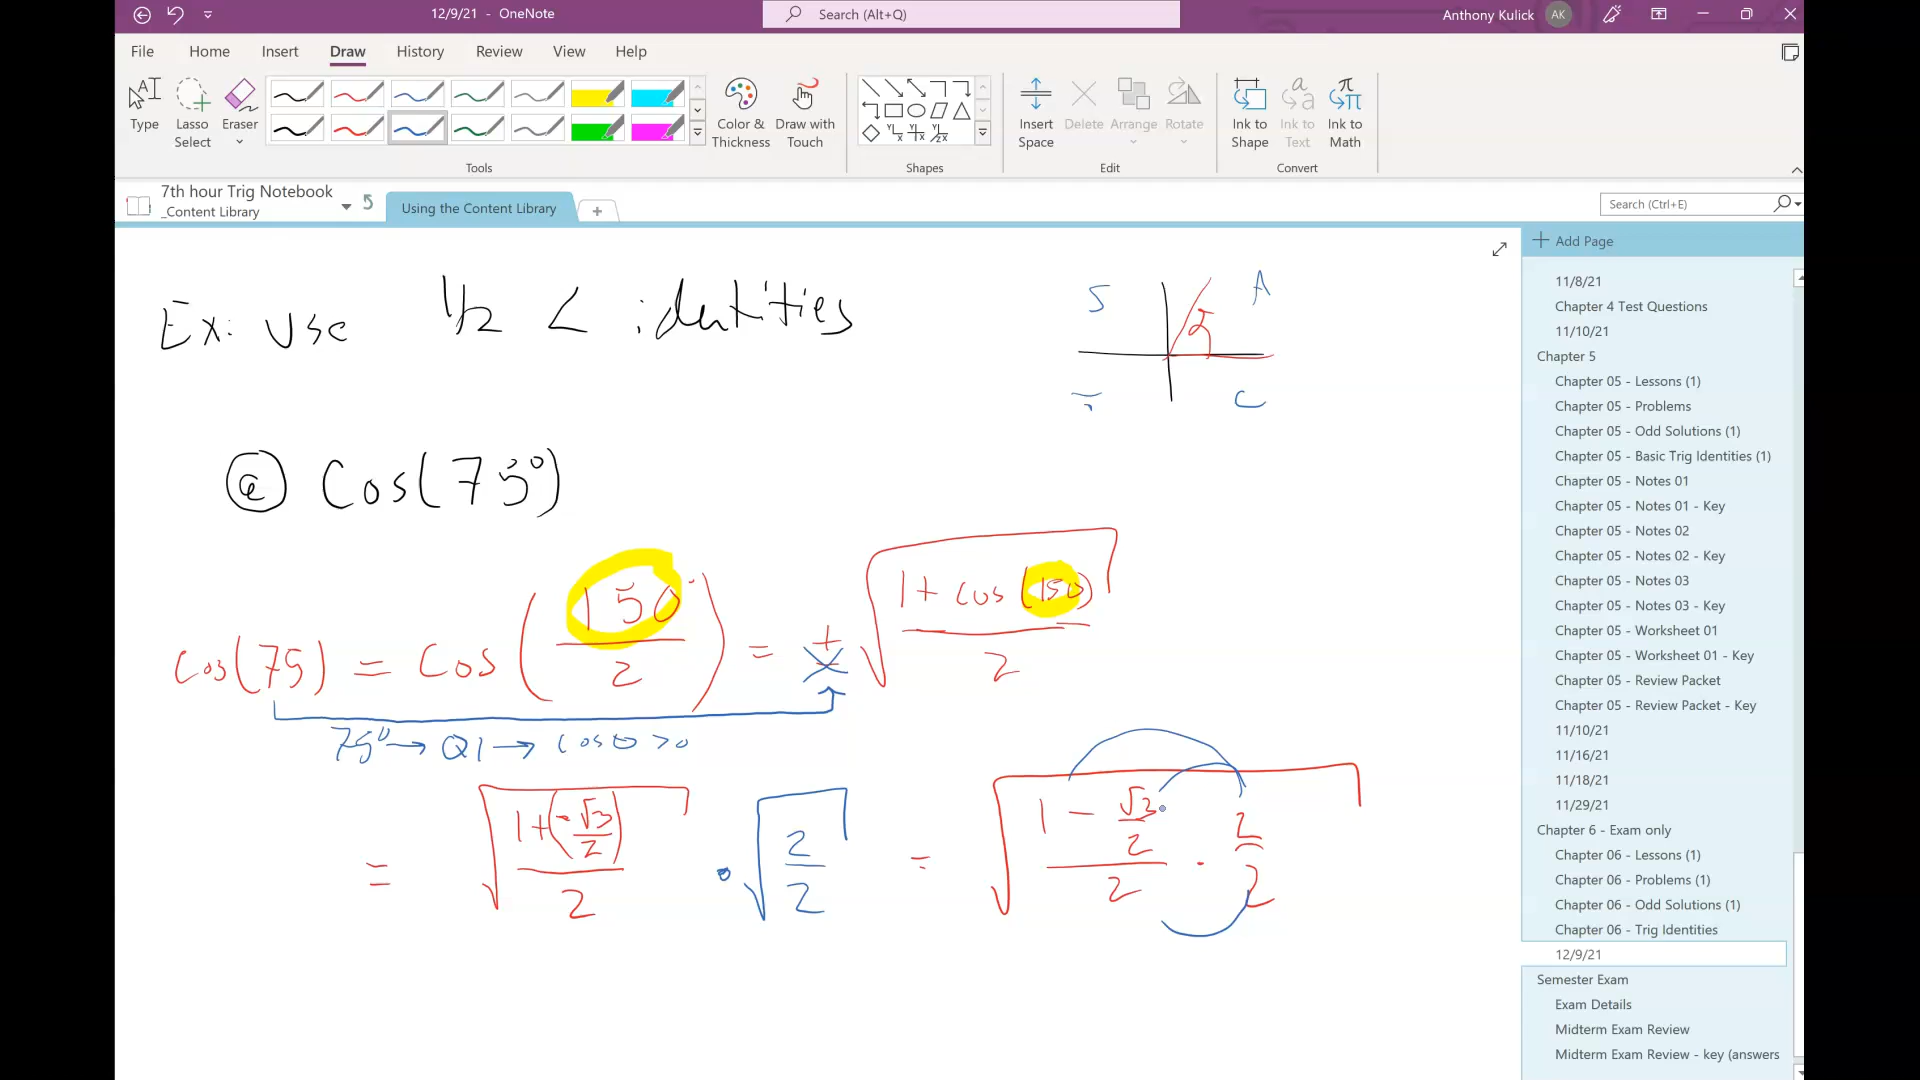 12/9/21 - OneNote
Search (Alt+Q)
Anthony Kulick
AK
File Home Insert Draw History Review View Help
Type
Lasso Select
Eraser
Color & Thickness
Draw with Touch
Insert Space
Delete
Arrange
Rotate
Ink to Shape
Ink to Text
Ink to Math
Tools
Shapes
Edit
Convert
7th hour Trig Notebook
_Content Library
Using the Content Library
Search (Ctrl+E)
Ex: Use 1/2 < identities
S A
T C
ⓐ Cos(75°)
cos(75) = cos(150°/2) = ± √((1 + cos(150))/2)
75° → Q1 → cos θ > 0
= √((1+(-√3/2))/2) • √(2/2) = √((1 - √3/2)/2 · 2/2)
Add Page
11/8/21
Chapter 4 Test Questions
11/10/21
Chapter 5
Chapter 05 - Lessons (1)
Chapter 05 - Problems
Chapter 05 - Odd Solutions (1)
Chapter 05 - Basic Trig Identities (1)
Chapter 05 - Notes 01
Chapter 05 - Notes 01 - Key
Chapter 05 - Notes 02
Chapter 05 - Notes 02 - Key
Chapter 05 - Notes 03
Chapter 05 - Notes 03 - Key
Chapter 05 - Worksheet 01
Chapter 05 - Worksheet 01 - Key
Chapter 05 - Review Packet
Chapter 05 - Review Packet - Key
11/10/21
11/16/21
11/18/21
11/29/21
Chapter 6 - Exam only
Chapter 06 - Lessons (1)
Chapter 06 - Problems (1)
Chapter 06 - Odd Solutions (1)
Chapter 06 - Trig Identities
12/9/21
Semester Exam
Exam Details
Midterm Exam Review
Midterm Exam Review - key (answers